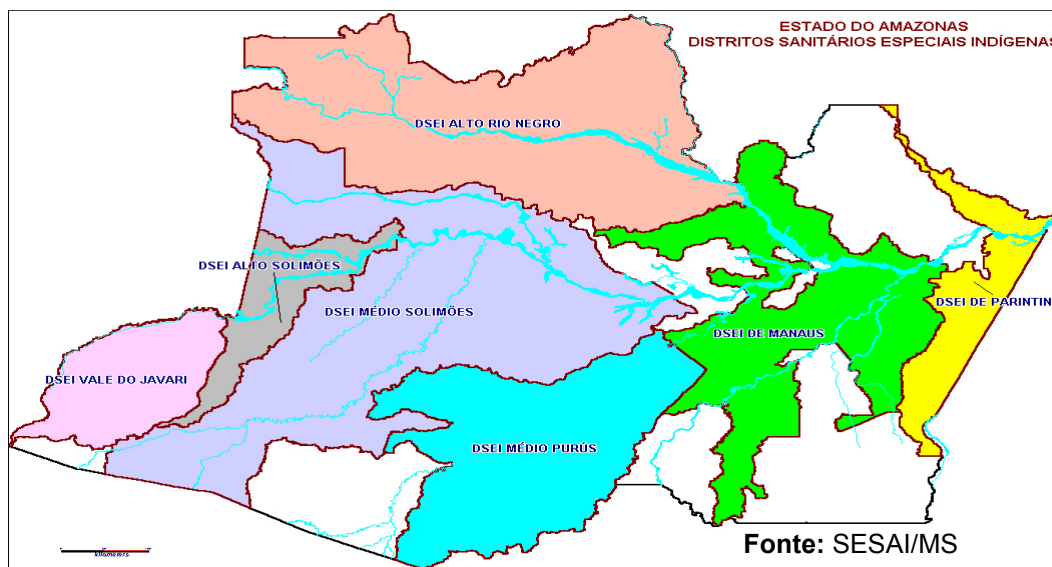 ESTADO DO AMAZONAS
DISTRITOS SANITÁRIOS ESPECIAIS INDÍGENAS
DSEI ALTO RIO NEGRO
DSEI ALTO SOLIMÕES
DSEI MÉDIO SOLIMÕES
DSEI DE PARINTIN
DSEI DE MANAUS
DSEI VALE DO JAVARI
DSEI MÉDIO PURÚS
Fonte: SESAI/MS
kilometers